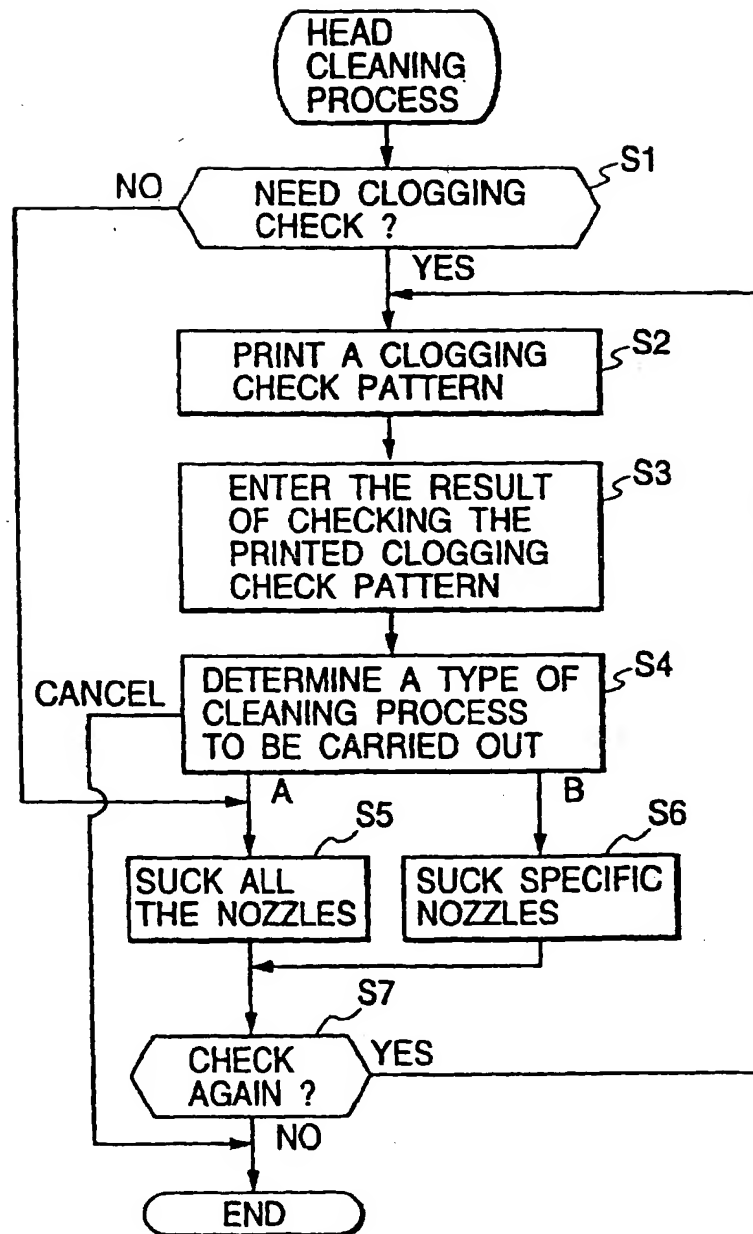 HEAD
CLEANING
PROCESS
S1
NO
NEED CLOGGING
CHECK ?
YES
S2
PRINT A CLOGGING
CHECK PATTERN
S3
ENTER THE RESULT
OF CHECKING THE
PRINTED CLOGGING
CHECK PATTERN
S4
CANCEL
DETERMINE A TYPE OF
CLEANING PROCESS
TO BE CARRIED OUT
A
B
S5
S6
SUCK ALL
THE NOZZLES
SUCK SPECIFIC
NOZZLES
S7
CHECK
AGAIN ?
YES
NO
END